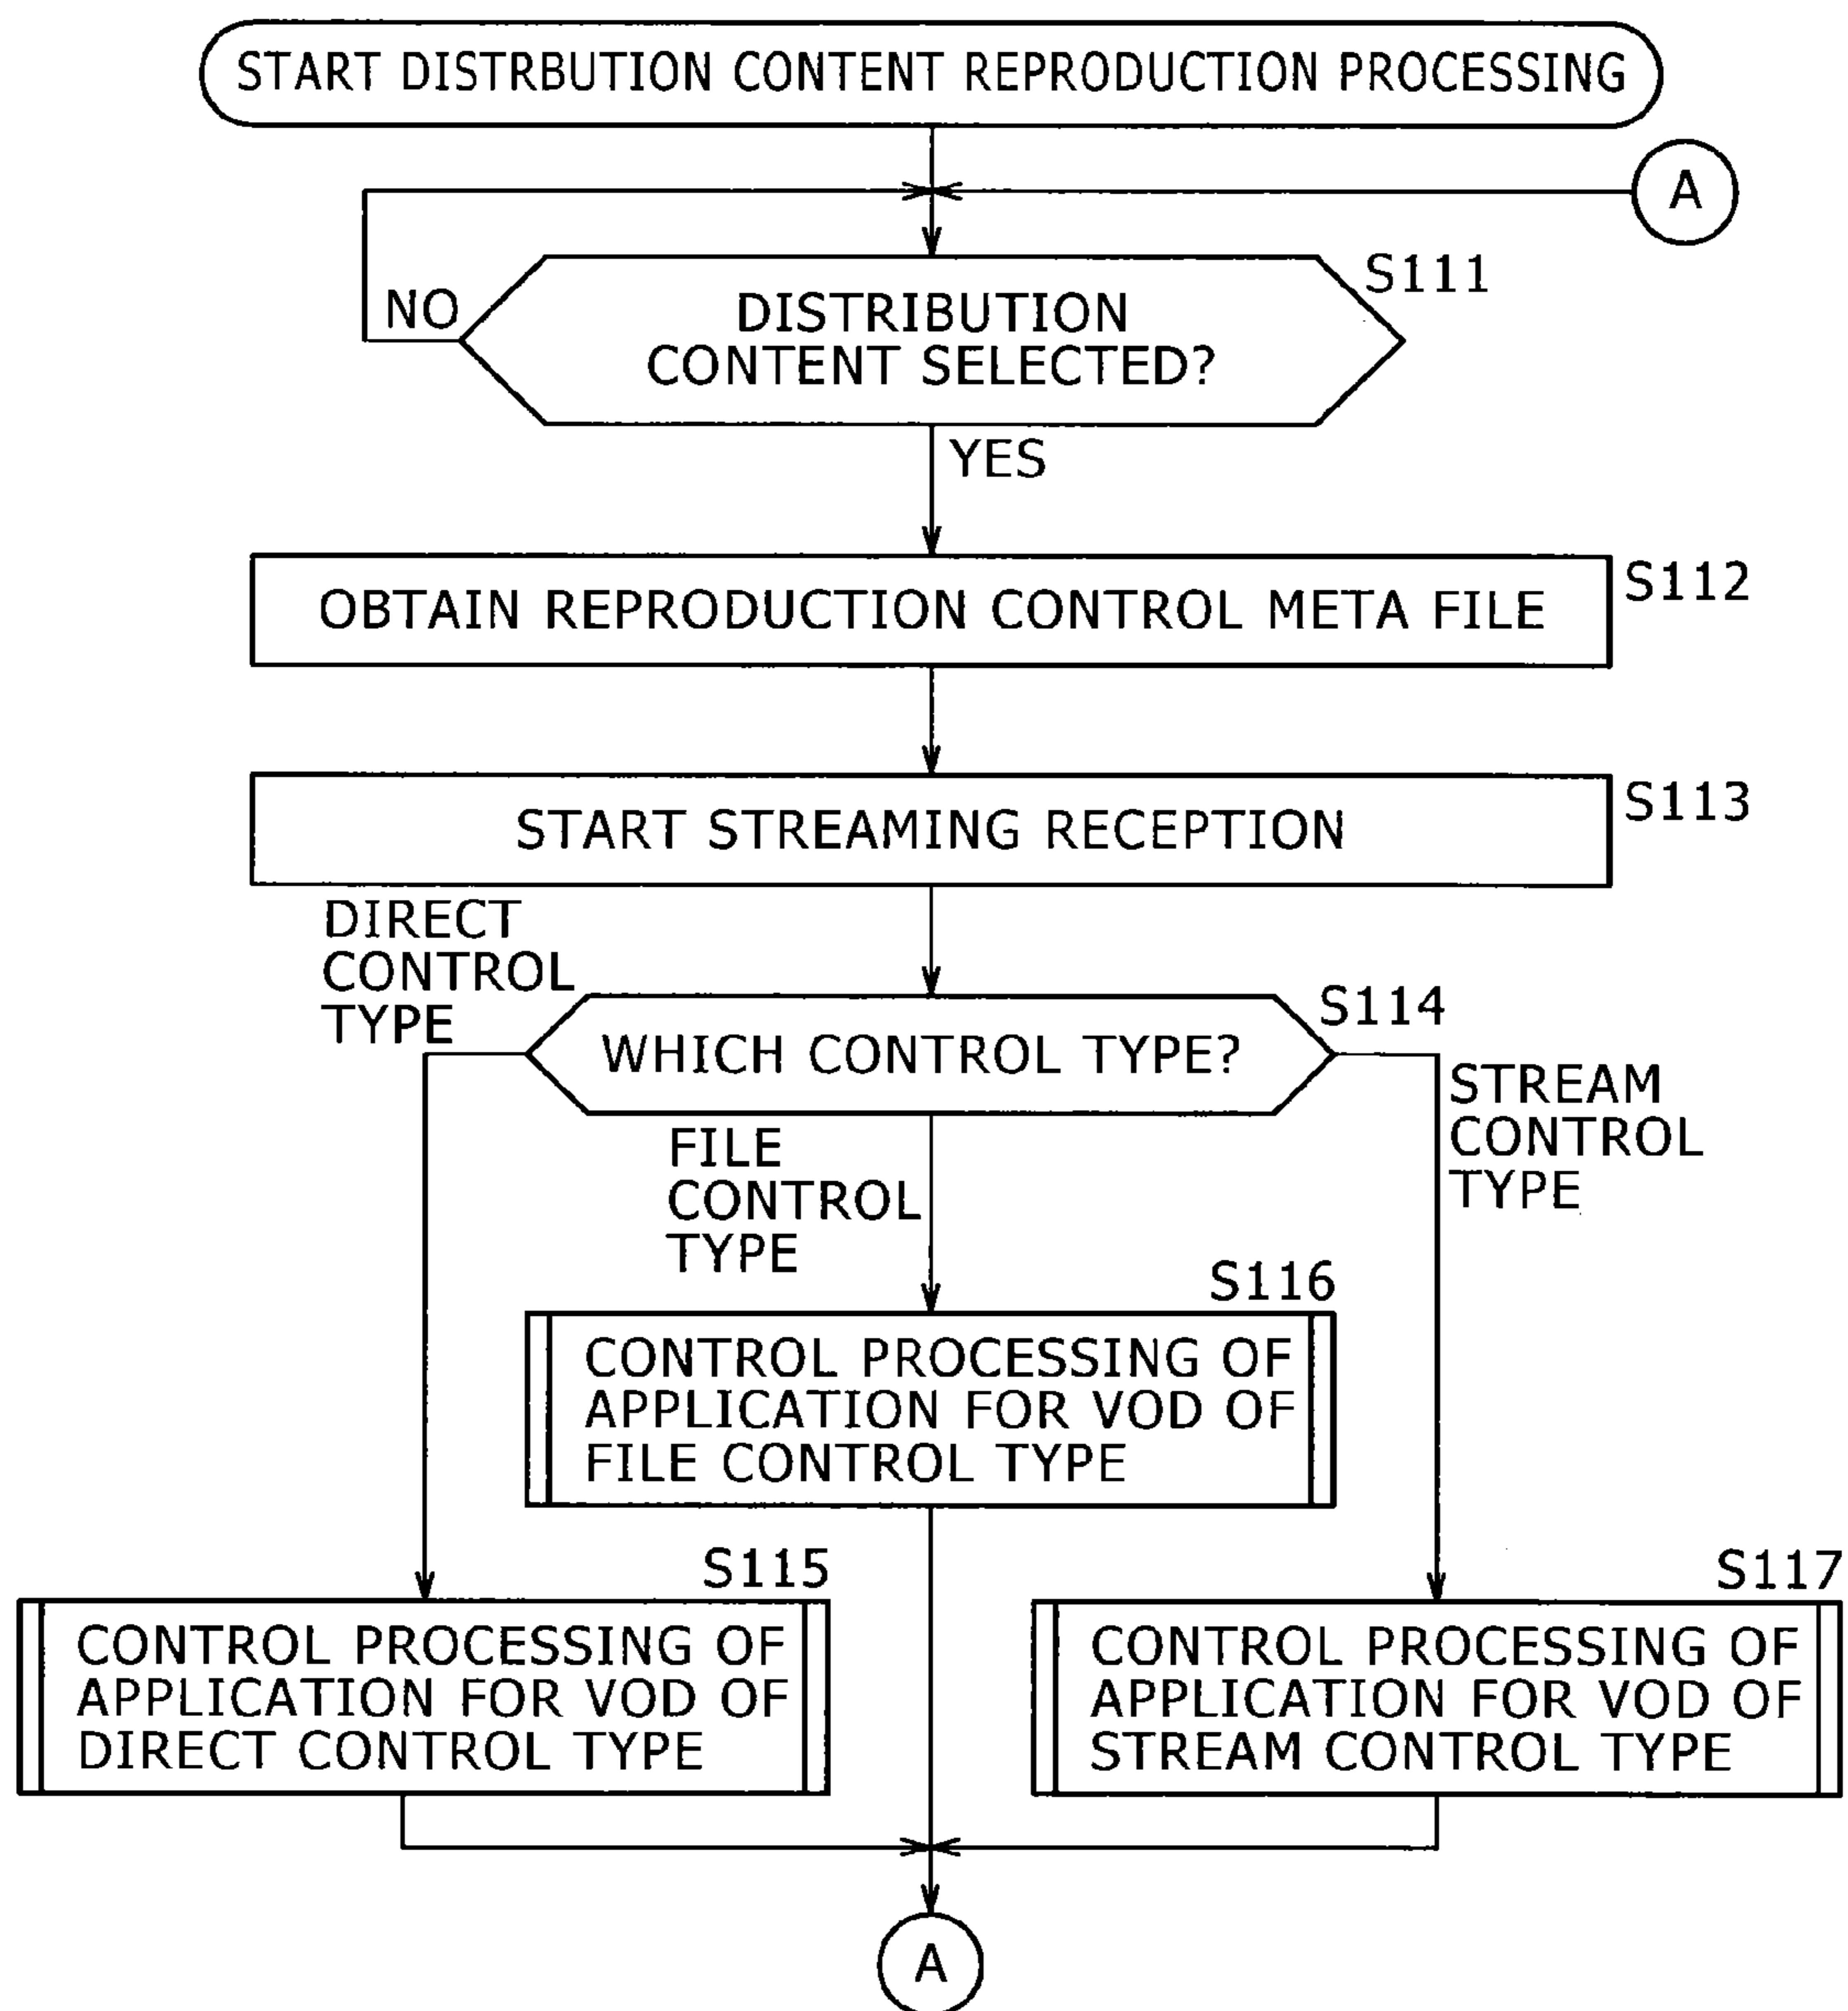 START DISTRBUTION CONTENT REPRODUCTION PROCESSING
A
S111
NO
DISTRIBUTION
CONTENT SELECTED?
YES
S112
OBTAIN REPRODUCTION CONTROL META FILE
S113
START STREAMING RECEPTION
DIRECT
CONTROL
TYPE
S114
WHICH CONTROL TYPE?
STREAM
CONTROL
TYPE
FILE
CONTROL
TYPE
S116
CONTROL PROCESSING OF
APPLICATION FOR VOD OF
FILE CONTROL TYPE
S115
CONTROL PROCESSING OF
APPLICATION FOR VOD OF
DIRECT CONTROL TYPE
S117
CONTROL PROCESSING OF
APPLICATION FOR VOD OF
STREAM CONTROL TYPE
A